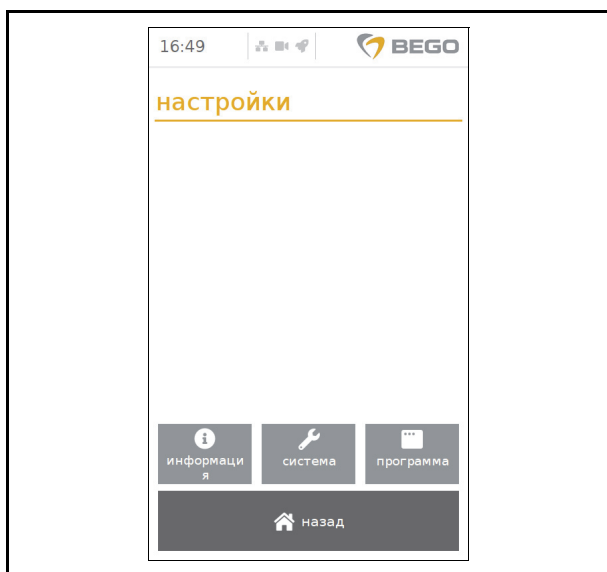 16:49 BEGO
настройки
информаци
я
система
программа
назад